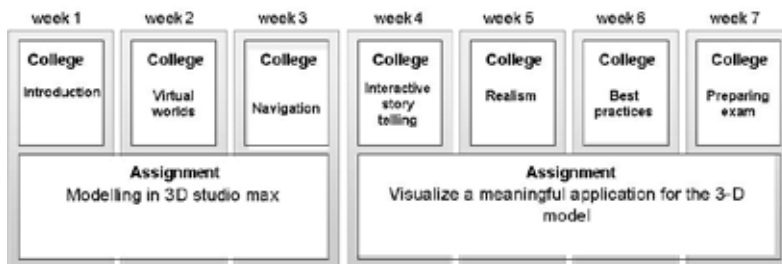 week 1
week 2
week 3
week 4
week 5
week 6
week 7
College
Introduction
College
Virtual
worlds
College
Navigation
College
Interactive
story
telling
College
Realism
College
Best
practices
College
Preparing
exam
Assignment
Modelling in 3D studio max
Assignment
Visualize a meaningful application for the 3-D
model